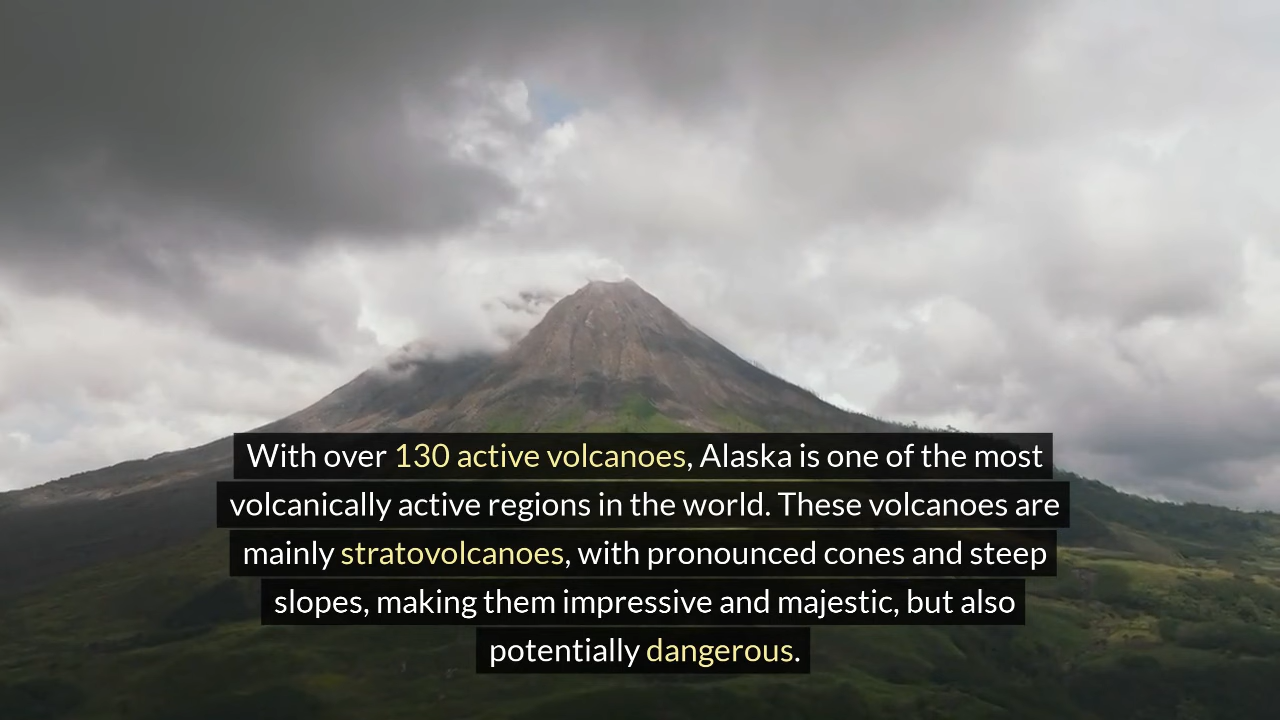 With over 130 active volcanoes, Alaska is one of the most
volcanically active regions in the world. These volcanoes are
mainly stratovolcanoes, with pronounced cones and steep
slopes, making them impressive and majestic, but also
potentially dangerous.